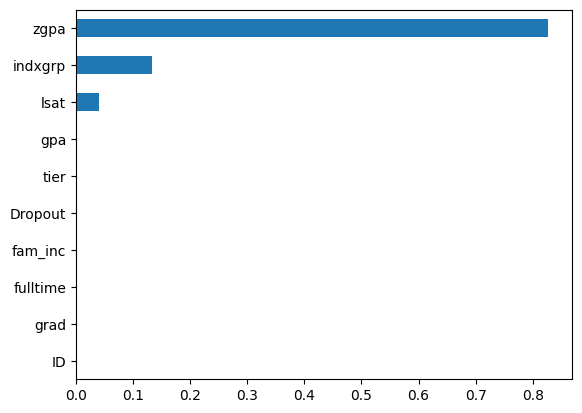 zgpa
indxgrp
lsat
gpa
tier
Dropout
fam_inc
fulltime
grad
ID
0.0 0.1 0.2 0.3 0.4 0.5 0.6 0.7 0.8